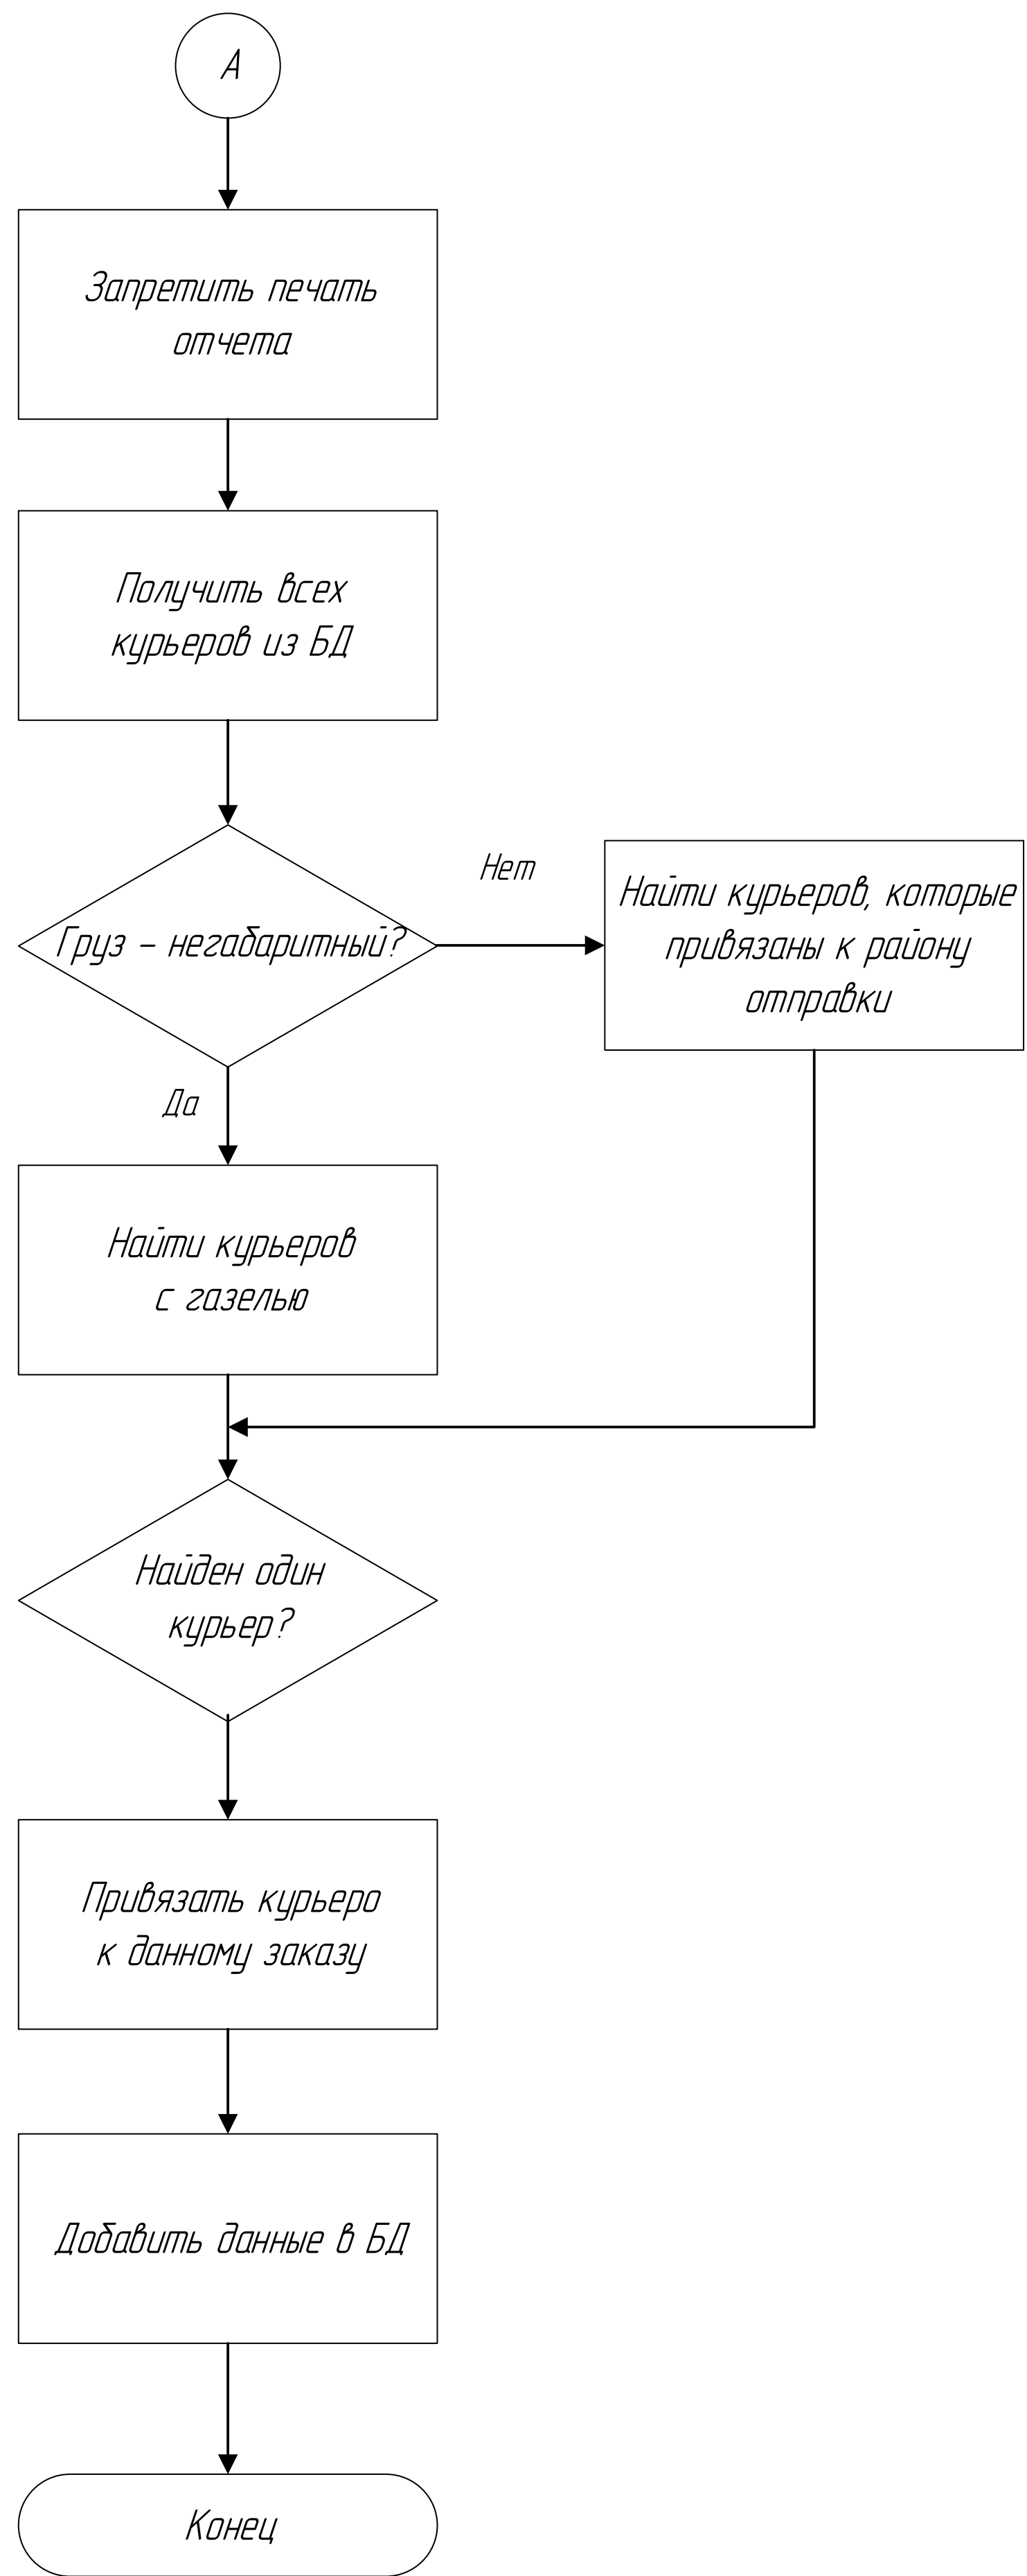 А
Запретить печать
отчета
Получить всех
курьеров из БД
Нет
Груз – негабаритный?
Найти курьеров, которые
привязаны к району
отправки
Да
Найти курьеров
с газелью
Найден один
курьер?
Привязать курьеро
к данному заказу
Добавить данные в БД
Конец